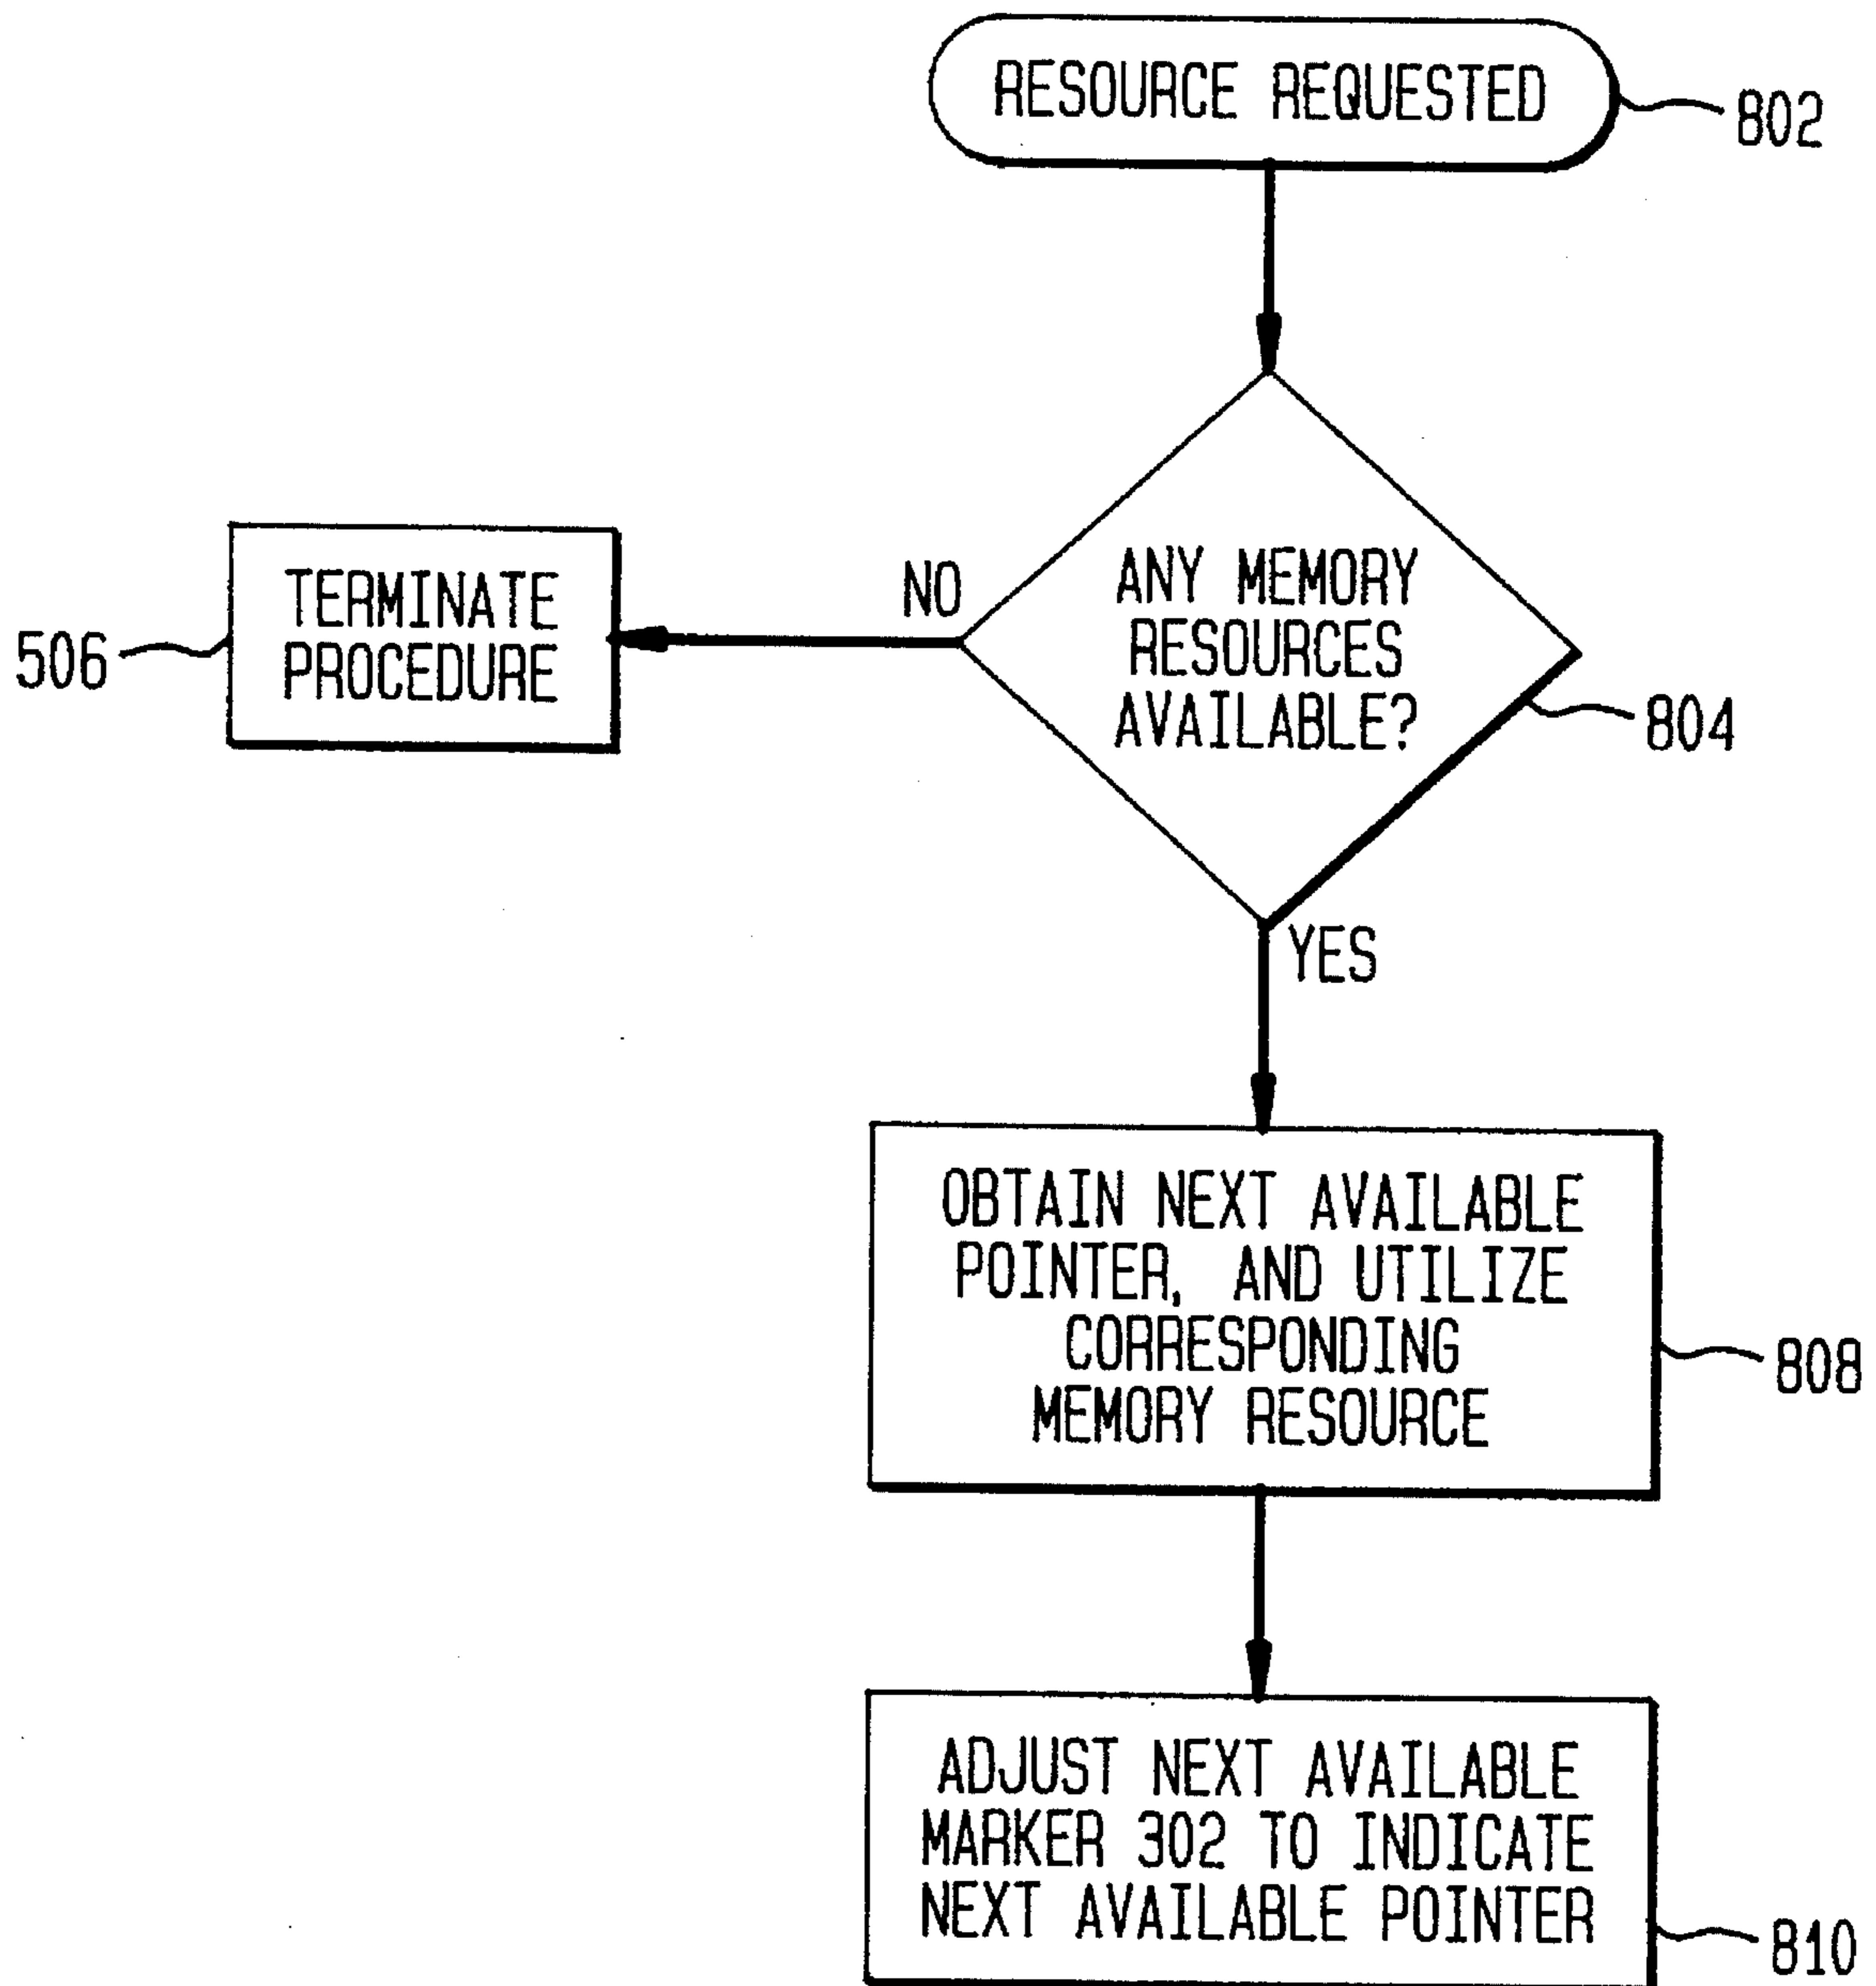 RESOURCE REQUESTED
802
ANY MEMORY
RESOURCES
AVAILABLE?
804
NO
TERMINATE
PROCEDURE
506
YES
OBTAIN NEXT AVAILABLE
POINTER, AND UTILIZE
CORRESPONDING
MEMORY RESOURCE
808
ADJUST NEXT AVAILABLE
MARKER 302 TO INDICATE
NEXT AVAILABLE POINTER
810